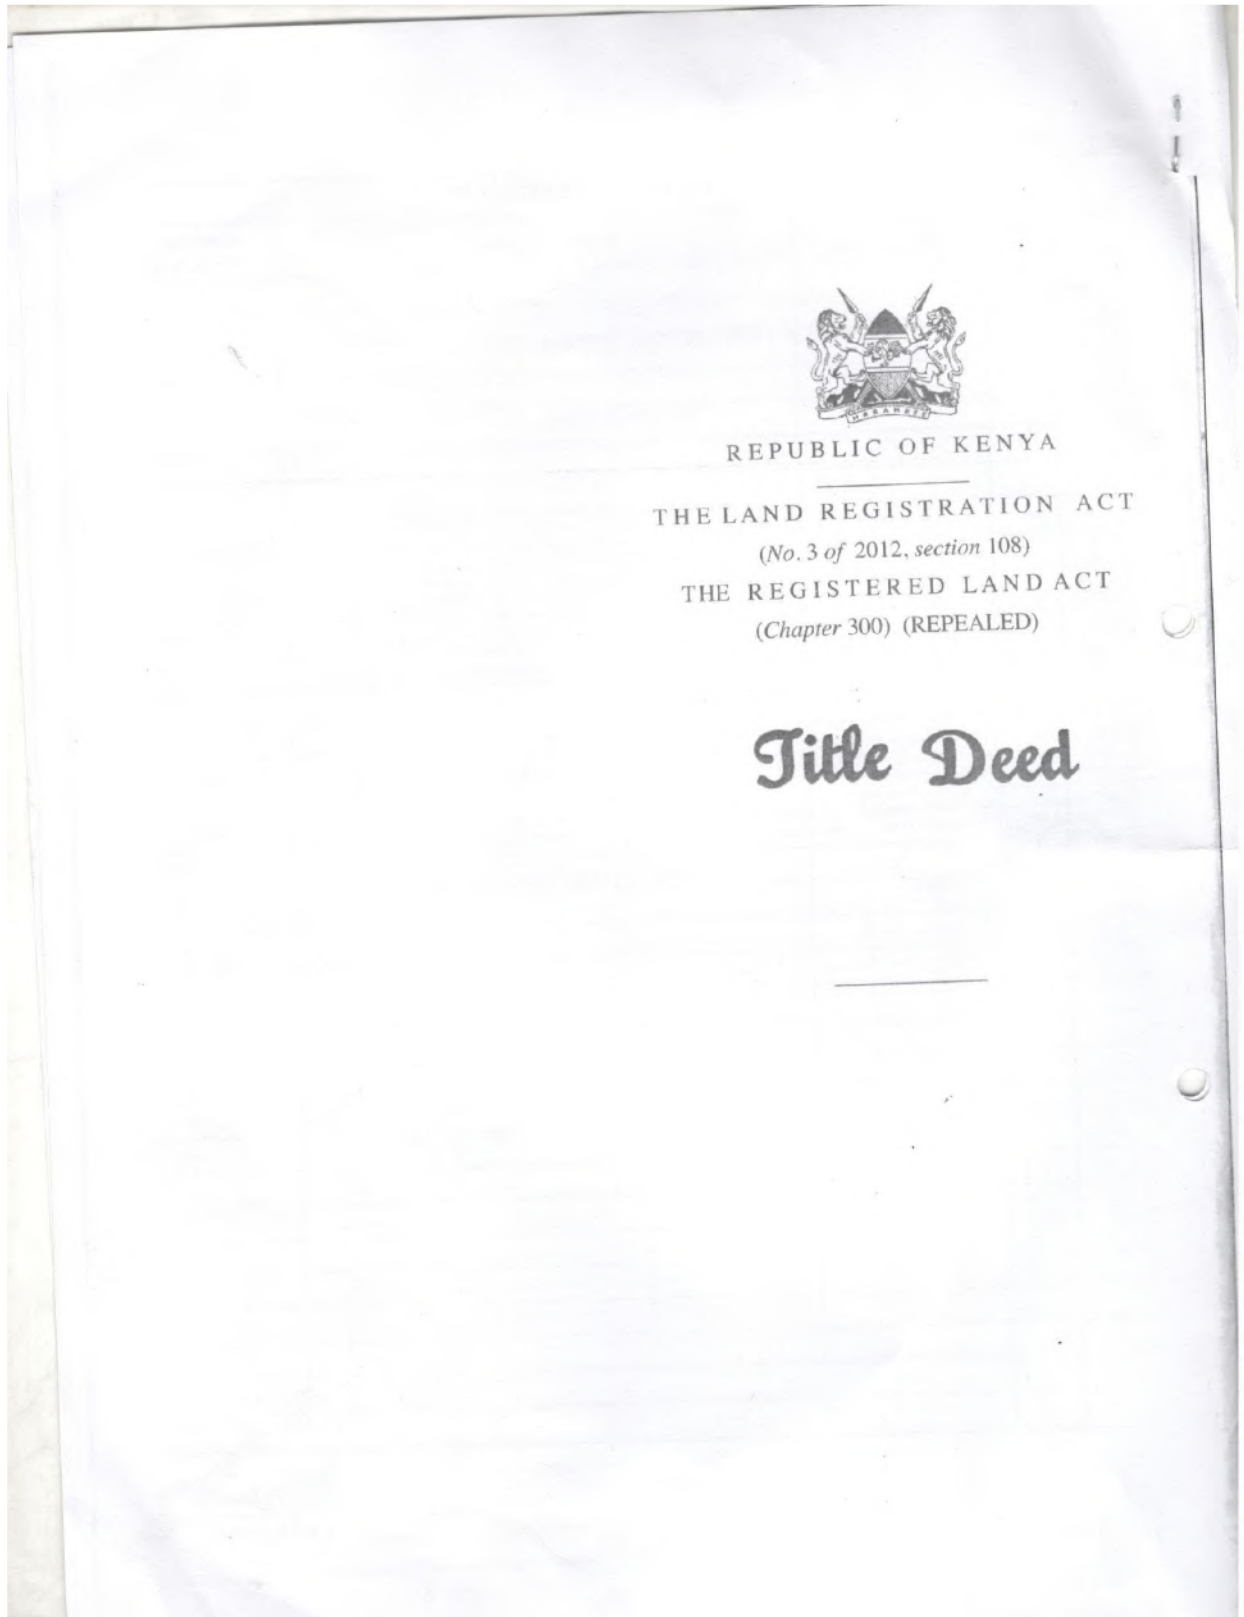 HARAMBEE
REPUBLIC OF KENYA
THE LAND REGISTRATION ACT
(No. 3 of 2012, section 108)
THE REGISTERED LAND ACT
(Chapter 300) (REPEALED)
Title Deed